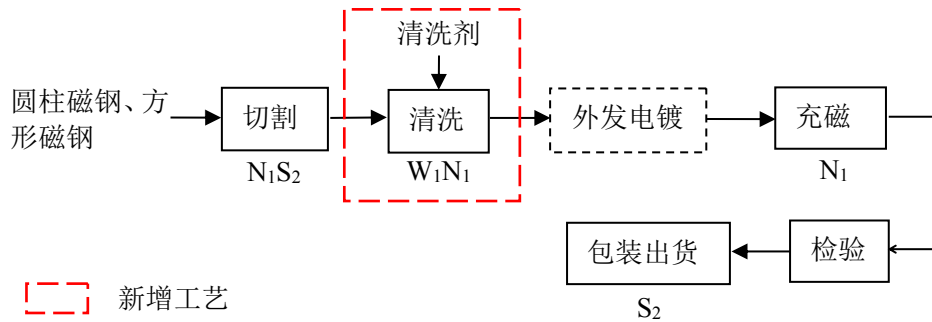 清洗剂
圆柱磁钢、方
形磁钢
切割
清洗
外发电镀
充磁
N₁S₂
W₁N₁
N₁
包装出货
检验
S₂
新增工艺